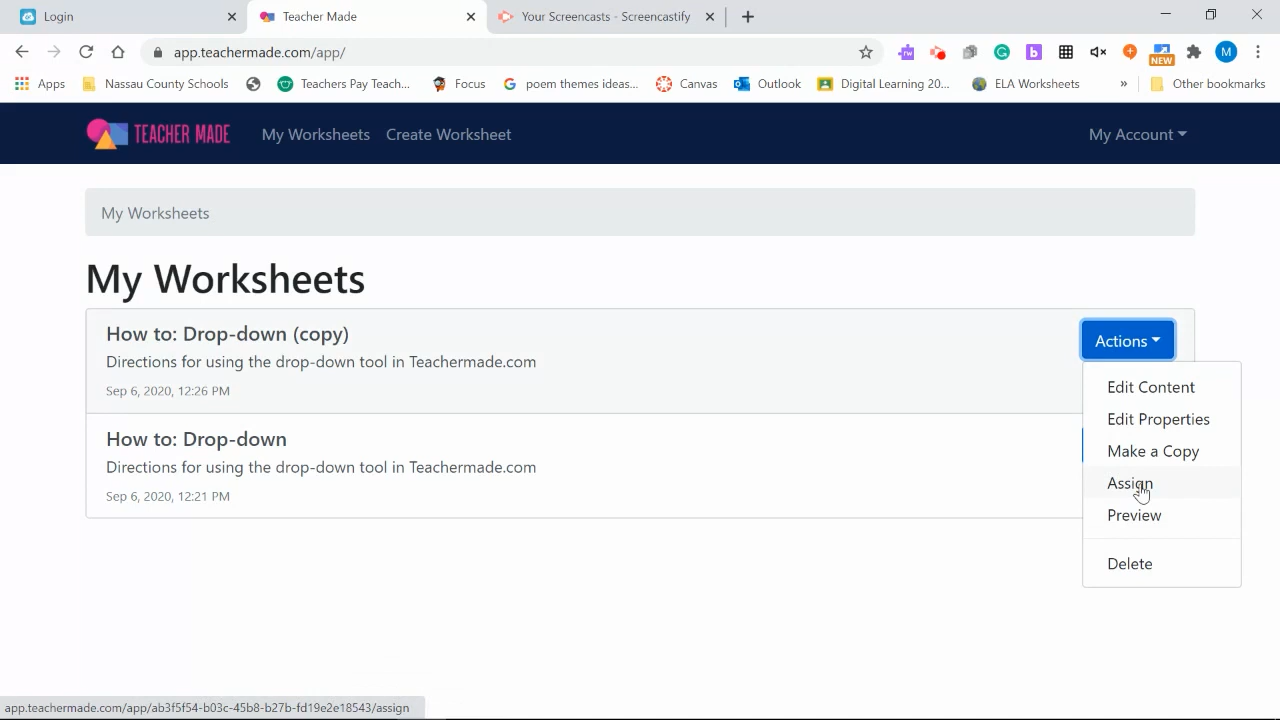 Login
Teacher Made
Your Screencasts - Screencastify
app.teachermade.com/app/
NEW
M
Apps
Nassau County Schools
Teachers Pay Teach...
Focus
poem themes ideas...
Canvas
Outlook
Digital Learning 20...
ELA Worksheets
»
Other bookmarks
TEACHER MADE
My Worksheets
Create Worksheet
My Account
My Worksheets
My Worksheets
How to: Drop-down (copy)
Directions for using the drop-down tool in Teachermade.com
Sep 6, 2020, 12:26 PM
Actions
Edit Content
Edit Properties
Make a Copy
Assign
Preview
Delete
How to: Drop-down
Directions for using the drop-down tool in Teachermade.com
Sep 6, 2020, 12:21 PM
app.teachermade.com/app/ab3f5f54-b03c-45b8-b27b-fd19e2e18543/assign